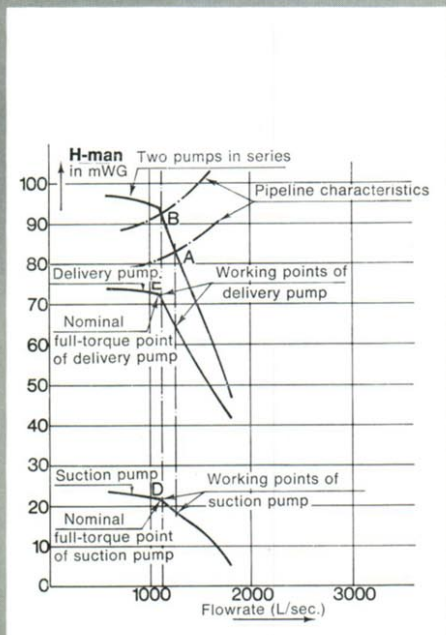 H-man
in mWG
Two pumps in series
Pipeline characteristics
100
90
B
80
A
Delivery pump
E
Working points of
delivery pump
70
Nominal
full-torque point
of delivery pump
60
50
40
30
Suction pump
D
Working points of
suction pump
20
Nominal
full-torque point
of suction pump
10
0
1000
2000
3000
Flowrate (L/sec.)